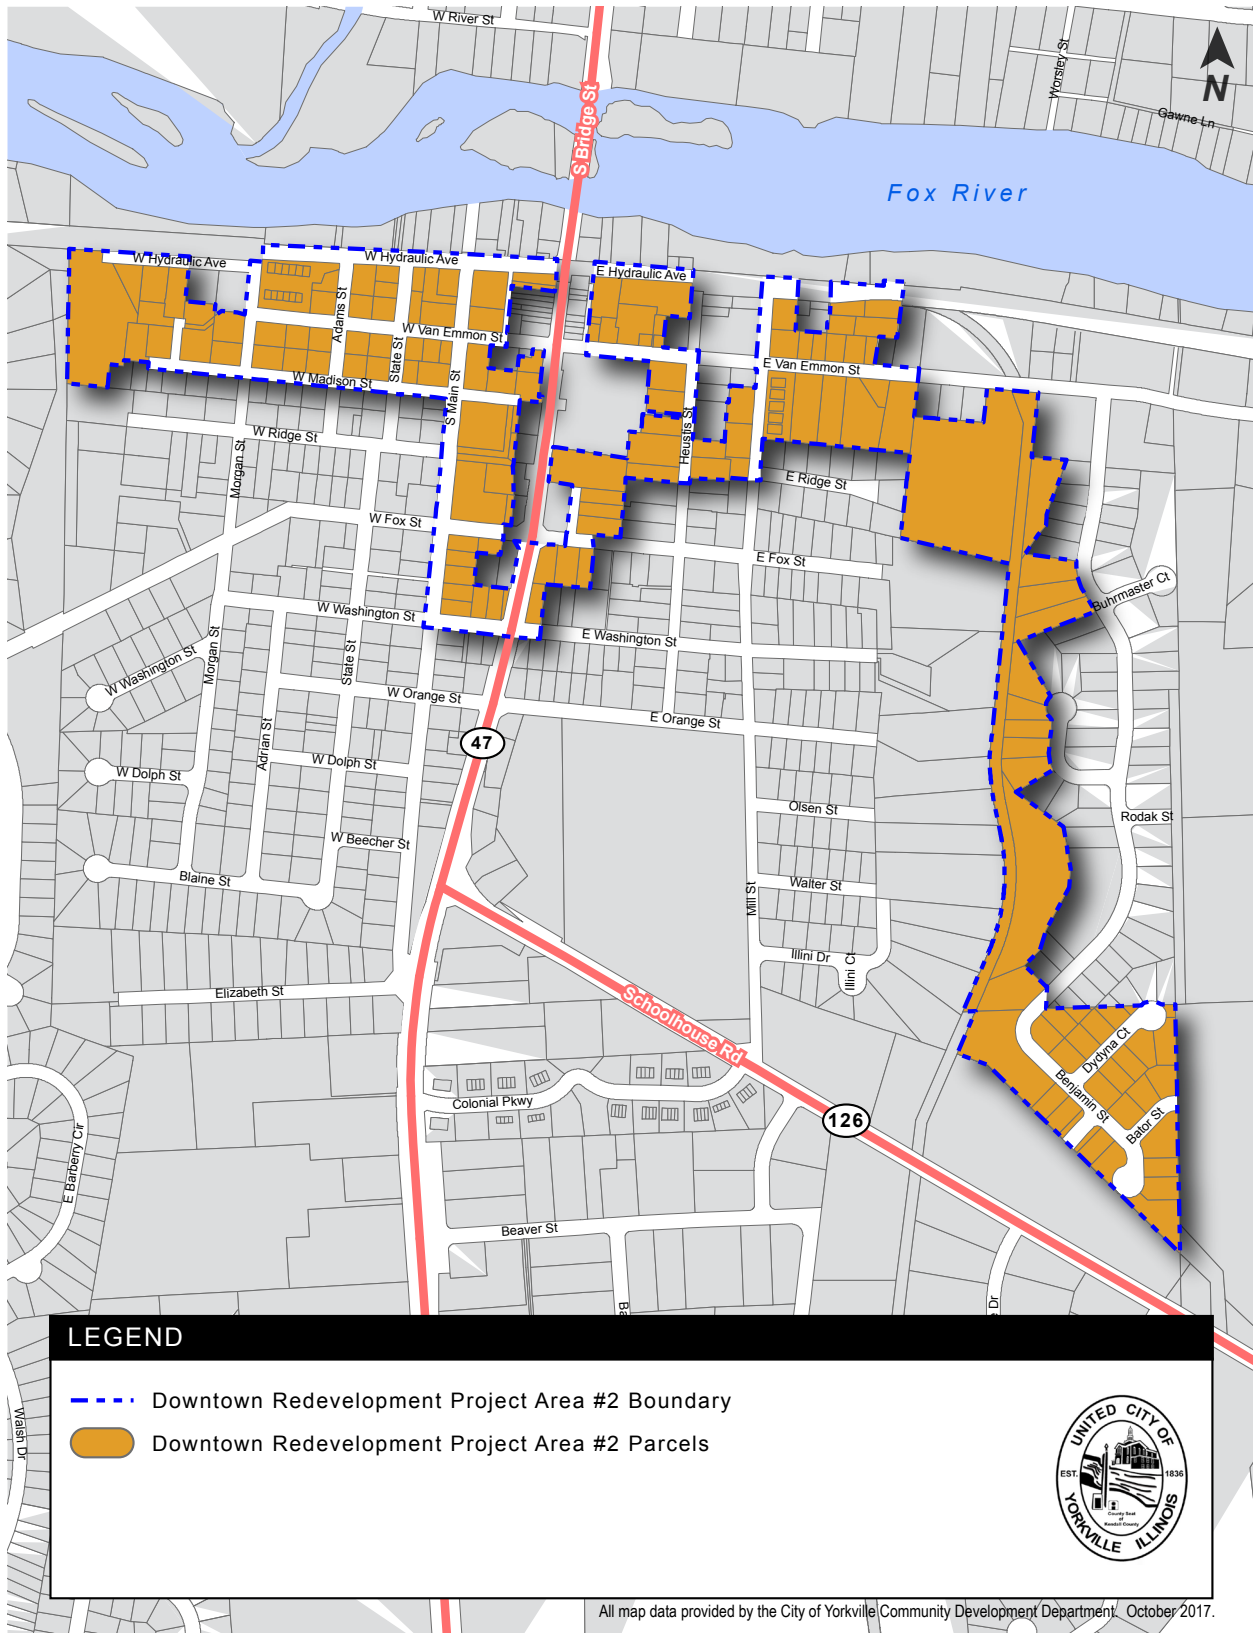 W River St
Worsley St
Gawne Ln
N
S Bridge St
Fox River
W Hydraulic Ave
W Hydraulic Ave
E Hydraulic Ave
Adams St
State St
W Van Emmon St
E Van Emmon St
W Madison St
S Main St
Heustis St
W Ridge St
Morgan St
E Ridge St
W Fox St
E Fox St
Buhrmaster Ct
W Washington St
E Washington St
W Washington St
Morgan St
State St
W Orange St
E Orange St
Adrian St
47
W Dolph St
W Dolph St
Olsen St
Rodak St
W Beecher St
Blaine St
Walter St
Mill St
Illini Dr
Illini Ct
Elizabeth St
Schoolhouse Rd
Dydyna Ct
Benjamin St
Bator St
Colonial Pkwy
126
E Barberry Cir
Beaver St
Ba
e Dr
Walsh Dr
LEGEND
Downtown Redevelopment Project Area #2 Boundary
Downtown Redevelopment Project Area #2 Parcels
UNITED CITY OF
EST. 1836
County Seat
of
Kendall County
YORKVILLE ILLINOIS
All map data provided by the City of Yorkville Community Development Department. October 2017.